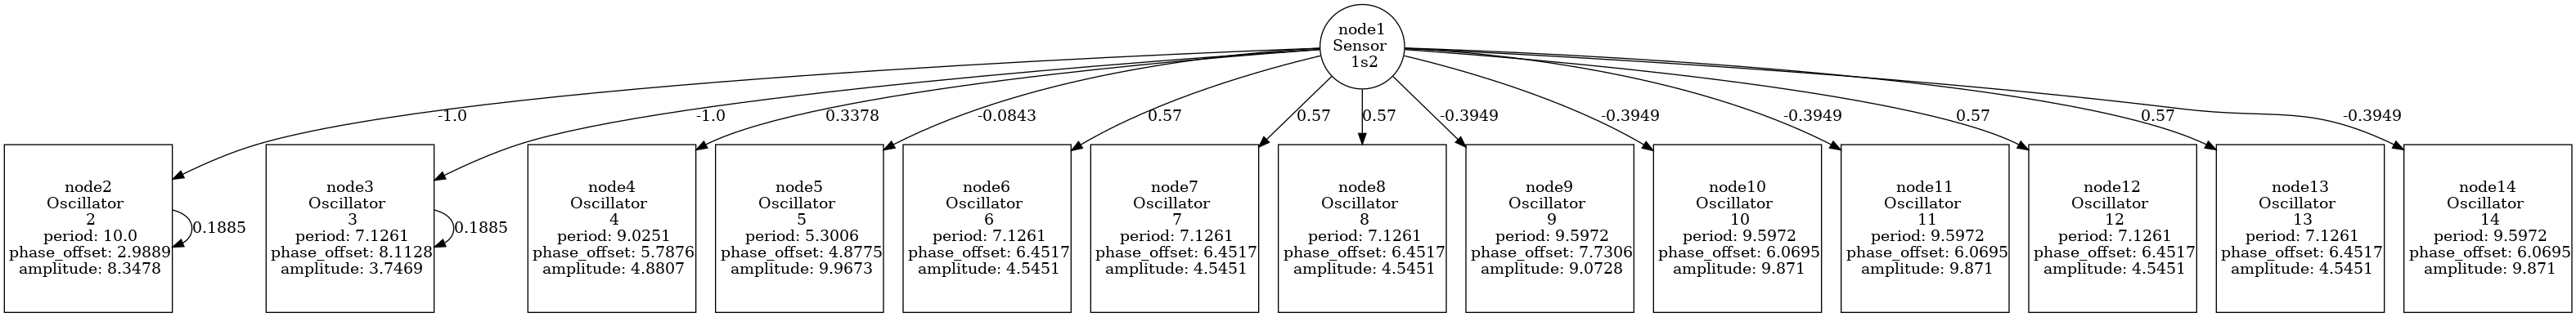 node1
Sensor
1s2
-1.0
-1.0
0.3378
-0.0843
0.57
0.57
0.57
-0.3949
-0.3949
-0.3949
0.57
0.57
-0.3949
node2
Oscillator
2
period: 10.0
phase_offset: 2.9889
amplitude: 8.3478
0.1885
node3
Oscillator
3
period: 7.1261
phase_offset: 8.1128
amplitude: 3.7469
0.1885
node4
Oscillator
4
period: 9.0251
phase_offset: 5.7876
amplitude: 4.8807
node5
Oscillator
5
period: 5.3006
phase_offset: 4.8775
amplitude: 9.9673
node6
Oscillator
6
period: 7.1261
phase_offset: 6.4517
amplitude: 4.5451
node7
Oscillator
7
period: 7.1261
phase_offset: 6.4517
amplitude: 4.5451
node8
Oscillator
8
period: 7.1261
phase_offset: 6.4517
amplitude: 4.5451
node9
Oscillator
9
period: 9.5972
phase_offset: 7.7306
amplitude: 9.0728
node10
Oscillator
10
period: 9.5972
phase_offset: 6.0695
amplitude: 9.871
node11
Oscillator
11
period: 9.5972
phase_offset: 6.0695
amplitude: 9.871
node12
Oscillator
12
period: 7.1261
phase_offset: 6.4517
amplitude: 4.5451
node13
Oscillator
13
period: 7.1261
phase_offset: 6.4517
amplitude: 4.5451
node14
Oscillator
14
period: 9.5972
phase_offset: 6.0695
amplitude: 9.871